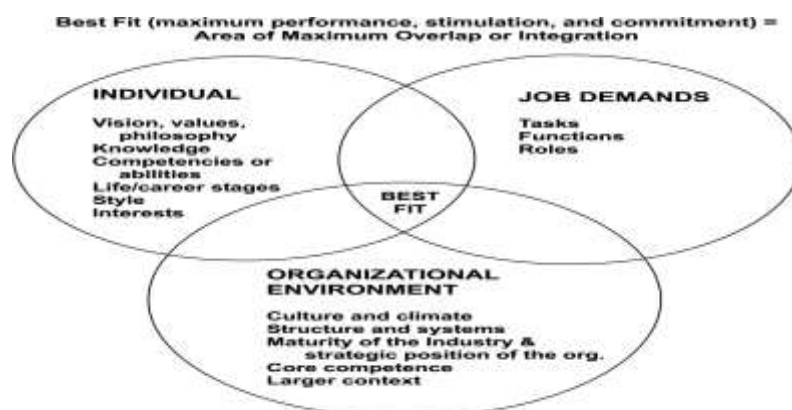 Best Fit (maximum performance, stimulation, and commitment) =
Area of Maximum Overlap or Integration
INDIVIDUAL
Vision, values,
philosophy
Knowledge
Competencies or
abilities
Life/career stages
Style
Interests
JOB DEMANDS
Tasks
Functions
Roles
BEST
FIT
ORGANIZATIONAL
ENVIRONMENT
Culture and climate
Structure and systems
Maturity of the Industry &
strategic position of the org.
Core competence
Larger context